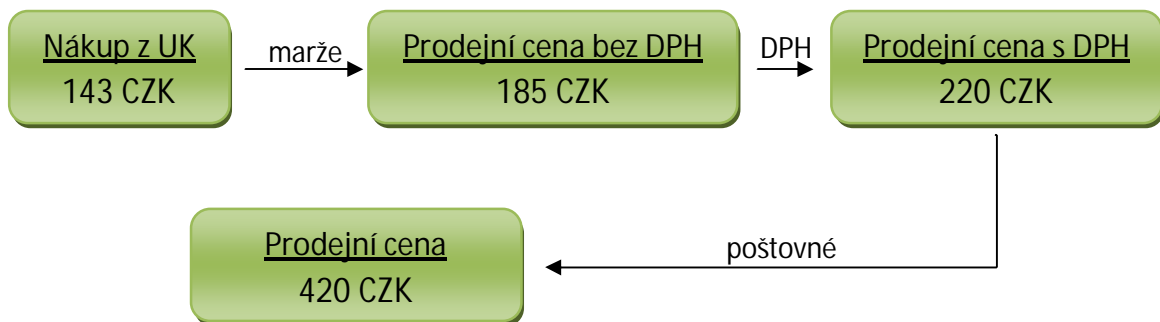 Nákup z UK
143 CZK
marže
Prodejní cena bez DPH
185 CZK
DPH
Prodejní cena s DPH
220 CZK
poštovné
Prodejní cena
420 CZK